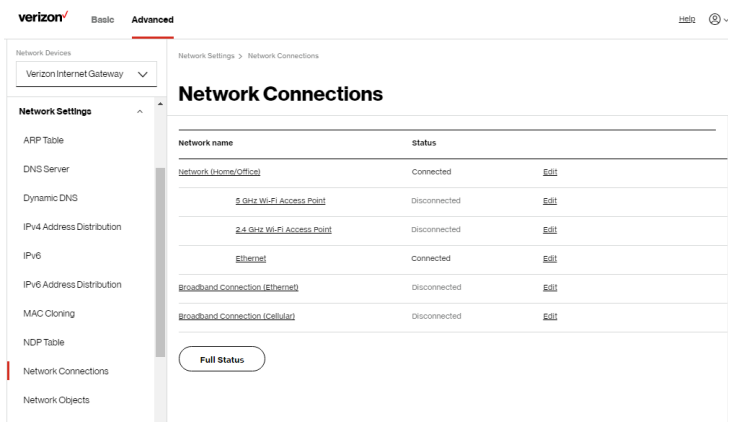 verizon✓ Basic Advanced Help
Network Devices
Verizon Internet Gateway
Network Settings
ARP Table
DNS Server
Dynamic DNS
IPv4 Address Distribution
IPv6
IPv6 Address Distribution
MAC Cloning
NDP Table
Network Connections
Network Objects
Network Settings > Network Connections
Network Connections
Network name Status
Network (Home/Office) Connected Edit
5 GHz Wi-Fi Access Point Disconnected Edit
2.4 GHz Wi-Fi Access Point Disconnected Edit
Ethernet Connected Edit
Broadband Connection (Ethernet) Disconnected Edit
Broadband Connection (Cellular) Disconnected Edit
Full Status